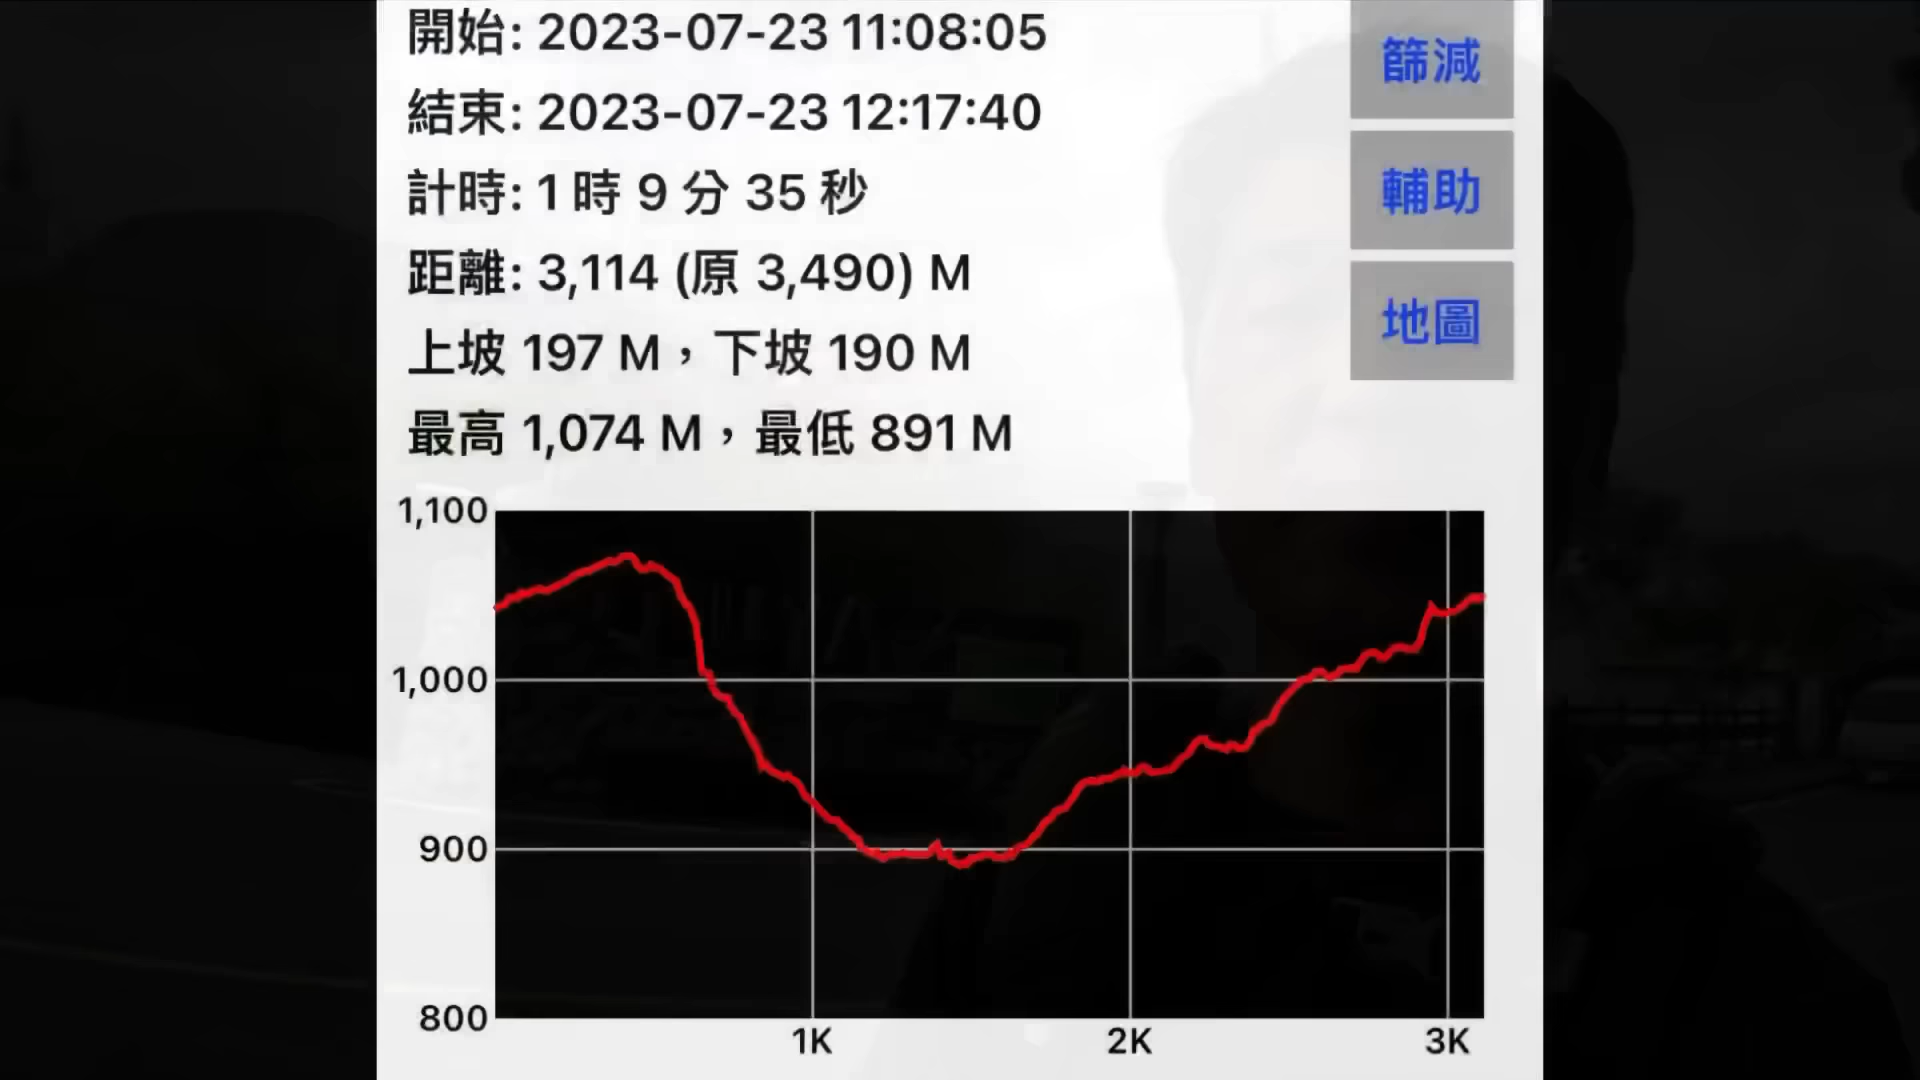 開始: 2023-07-23 11:08:05
結束: 2023-07-23 12:17:40
計時: 1 時 9 分 35 秒
距離: 3,114 (原 3,490) M
上坡 197 M，下坡 190 M
最高 1,074 M，最低 891 M
篩減
輔助
地圖
1,100
1,000
900
800
1K
2K
3K